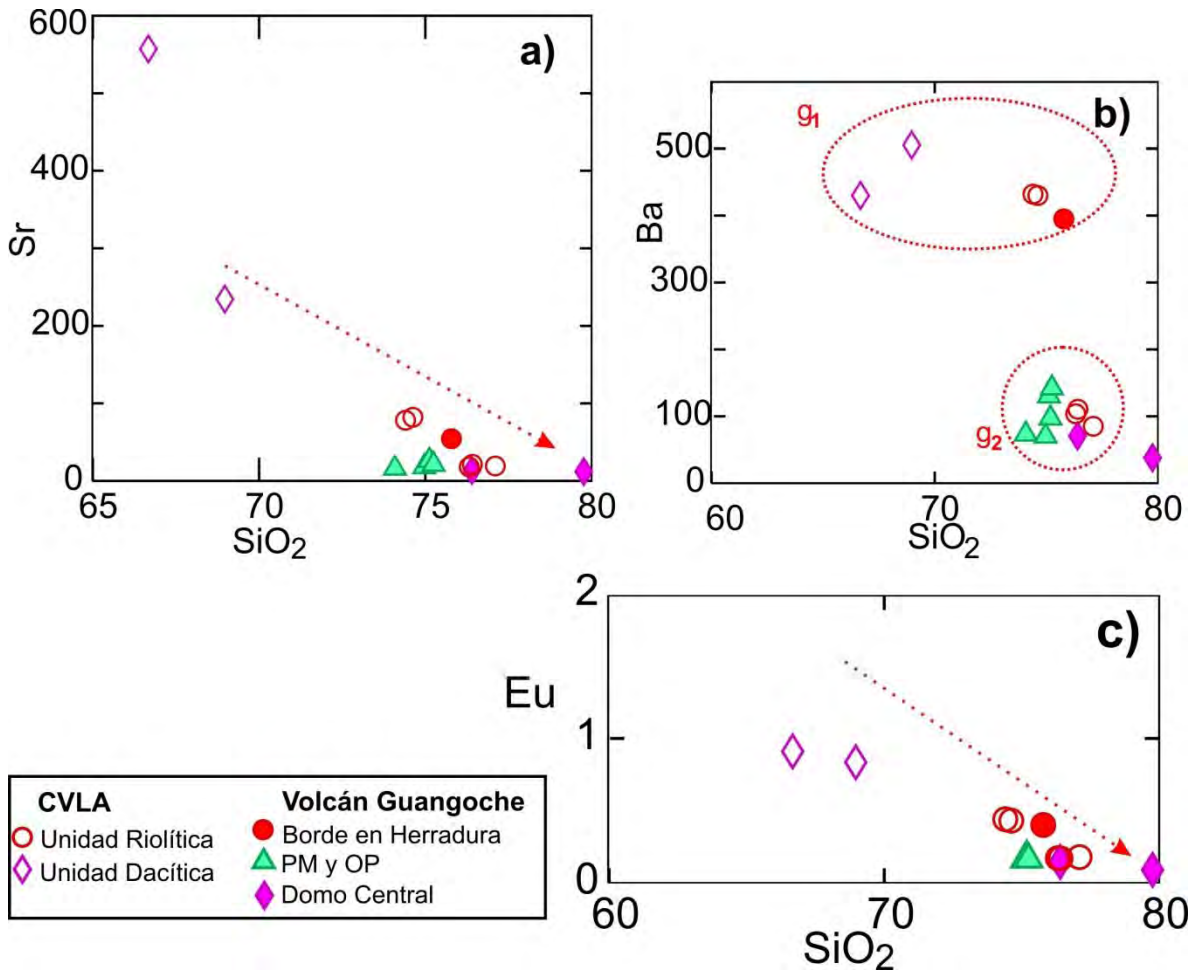 a)
Sr
600
400
200
0
65 70 75 80
SiO2
b)
g1
Ba
500
300
100
0
g2
60 70 80
SiO2
c)
Eu
2
1
0
60 70 80
SiO2
CVLA Volcán Guangoche
Unidad Riolítica Borde en Herradura
Unidad Dacítica PM y OP
Domo Central